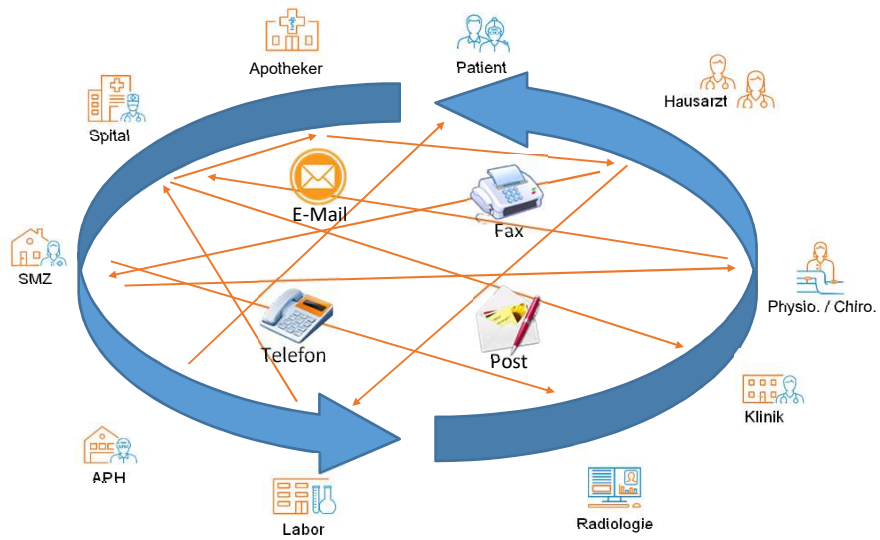 Apotheker
Patient
Hausarzt
Spital
E-Mail
Fax
SMZ
Physio. / Chiro.
Telefon
Post
Klinik
APH
Labor
Radiologie